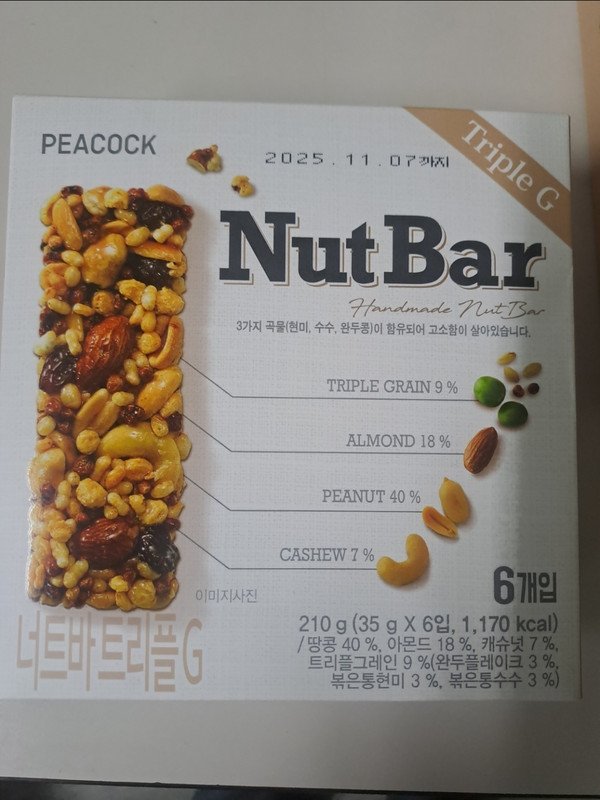 PEACOCK
2025.11.07까지
Triple G
NutBar
Handmade Nut Bar
3가지 곡물(현미, 수수, 완두콩)이 함유되어 고소함이 살아있습니다.
TRIPLE GRAIN 9 %
ALMOND 18 %
PEANUT 40 %
CASHEW 7 %
이미지사진
6개입
너트바 트리플 G
210 g (35 g X 6입, 1,170 kcal)
/ 땅콩 40 %, 아몬드 18 %, 캐슈넛 7 %,
트리플그레인 9 %(완두플레이크 3 %,
볶은통현미 3 %, 볶은통수수 3 %)